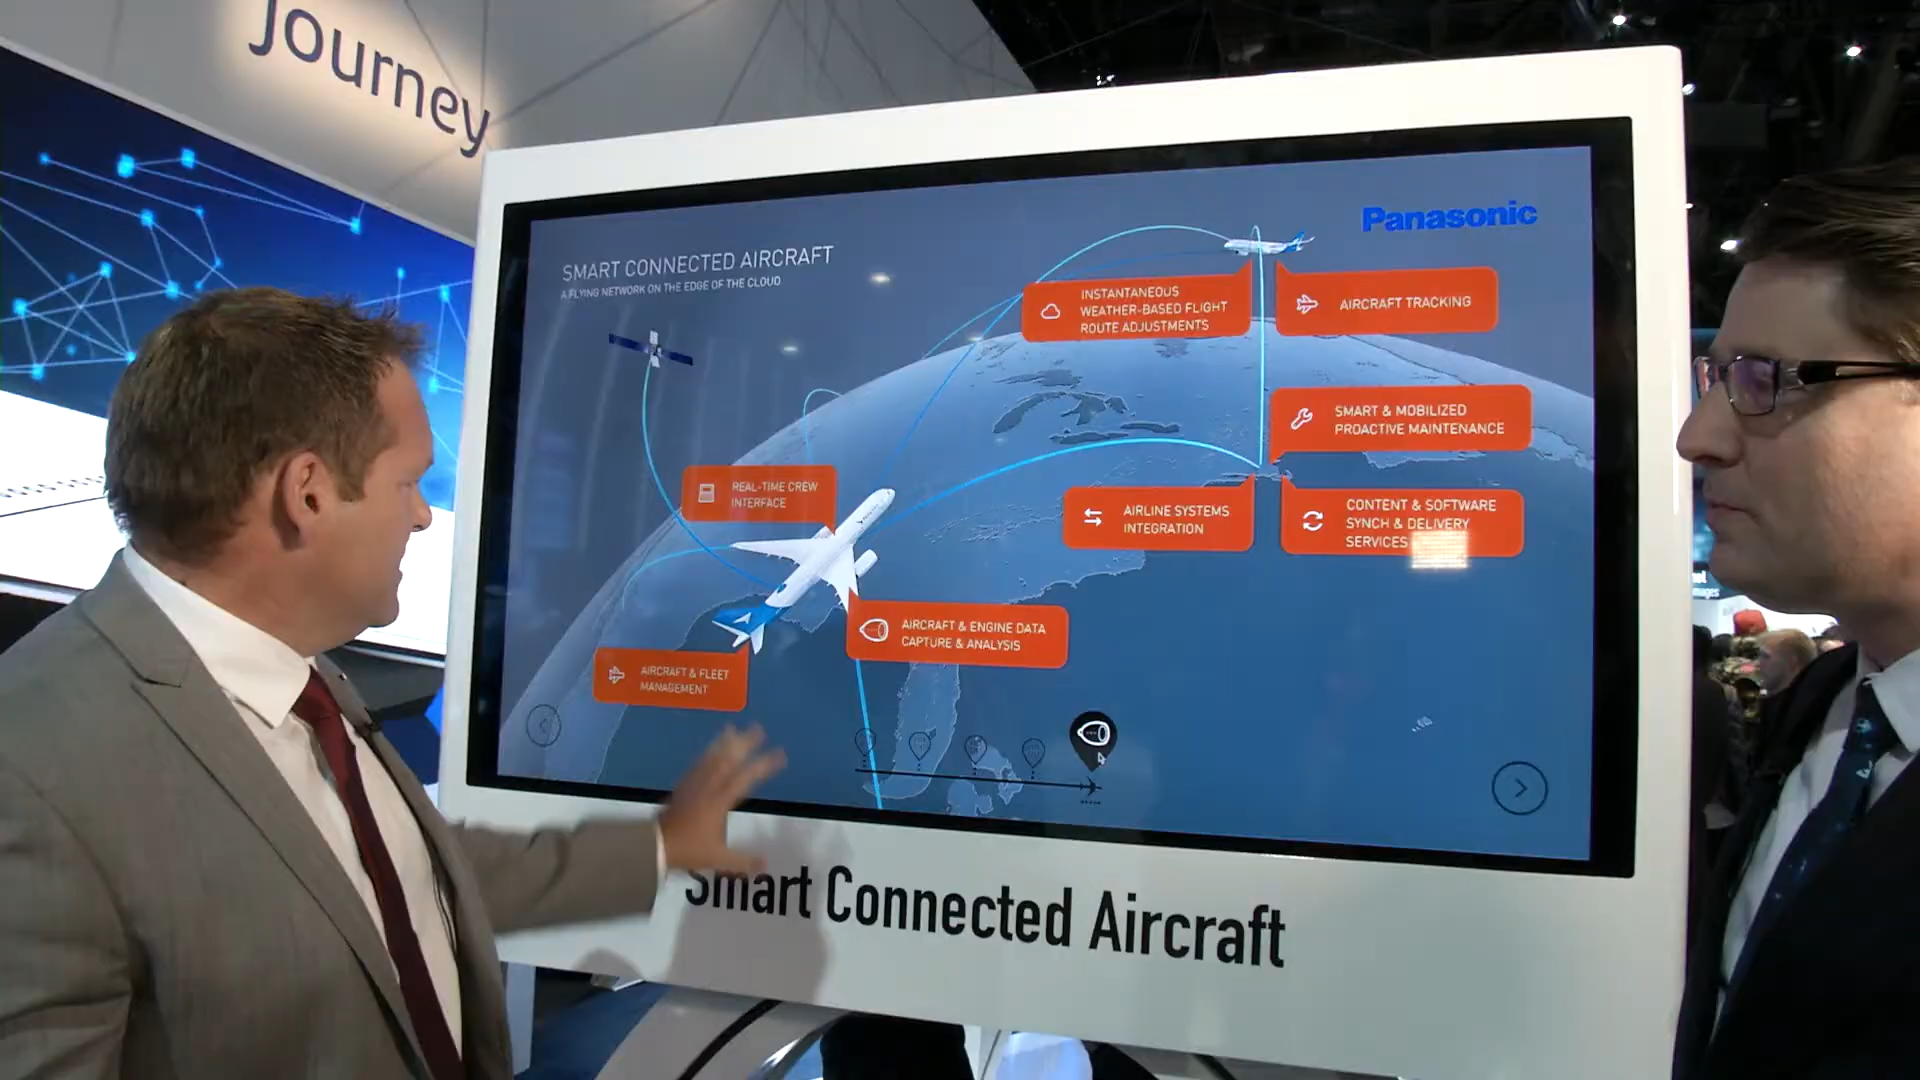 Journey
Panasonic
SMART CONNECTED AIRCRAFT
A FLYING NETWORK ON THE EDGE OF THE CLOUD
INSTANTANEOUS
WEATHER-BASED FLIGHT
ROUTE ADJUSTMENTS
AIRCRAFT TRACKING
SMART & MOBILIZED
PROACTIVE MAINTENANCE
REAL-TIME CREW
INTERFACE
AIRLINE SYSTEMS
INTEGRATION
CONTENT & SOFTWARE
SYNCH & DELIVERY
SERVICES
AIRCRAFT & ENGINE DATA
CAPTURE & ANALYSIS
AIRCRAFT & FLEET
MANAGEMENT
Smart Connected Aircraft